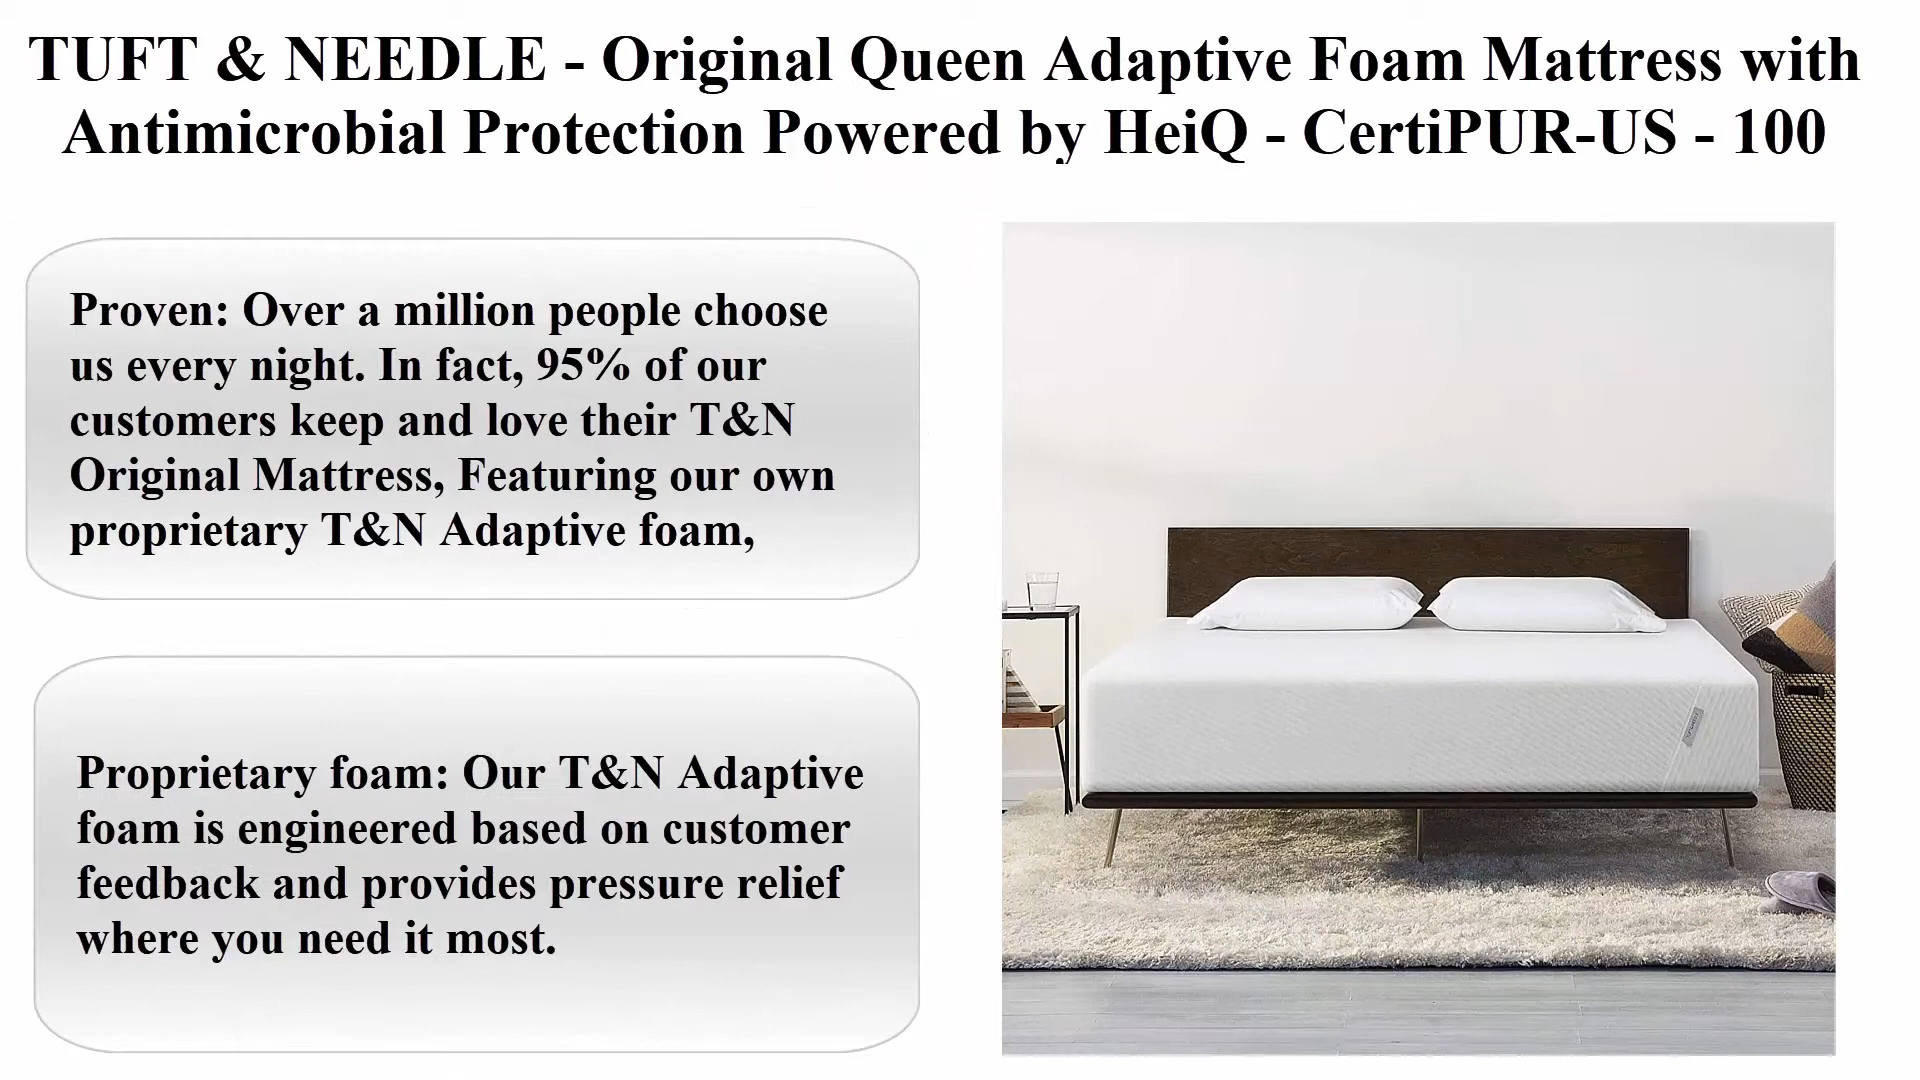 TUFT & NEEDLE - Original Queen Adaptive Foam Mattress with
Antimicrobial Protection Powered by HeiQ - CertiPUR-US - 100
Proven: Over a million people choose
us every night. In fact, 95% of our
customers keep and love their T&N
Original Mattress, Featuring our own
proprietary T&N Adaptive foam,
Proprietary foam: Our T&N Adaptive
foam is engineered based on customer
feedback and provides pressure relief
where you need it most.